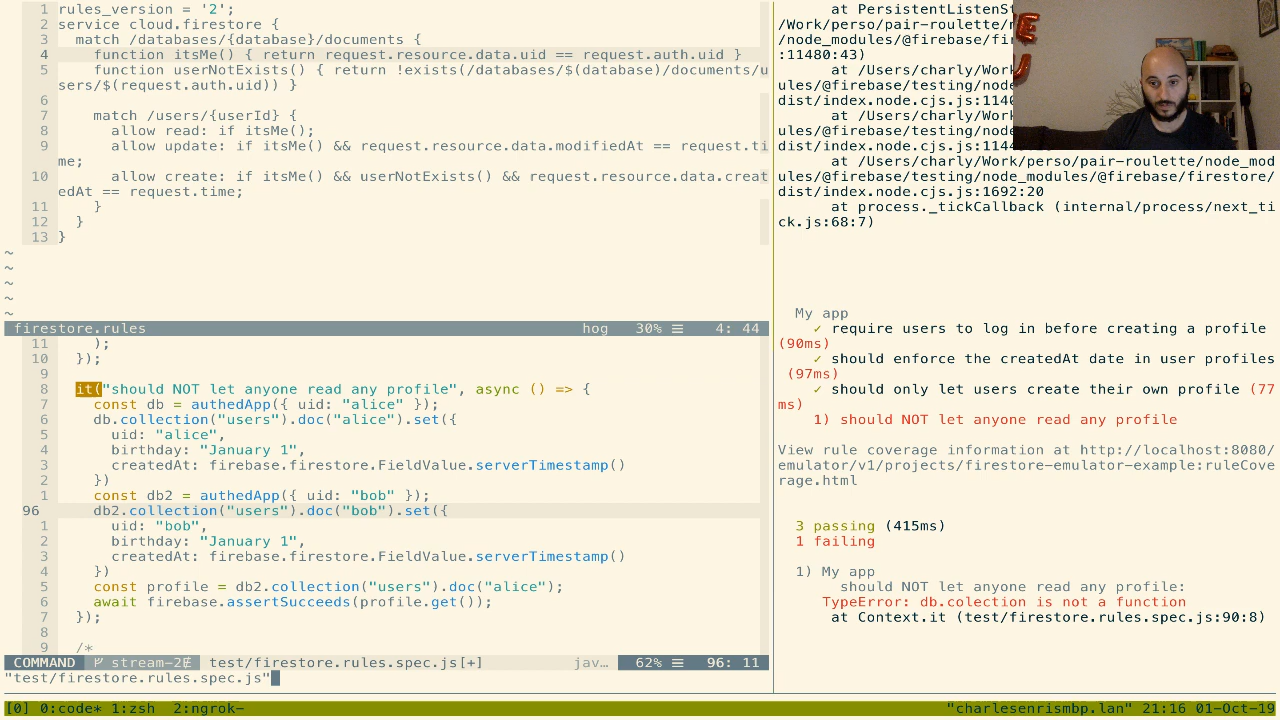 1 rules_version = '2';
2 service cloud.firestore {
3 match /databases/{database}/documents {
4 function itsMe() { return request.resource.data.uid == request.auth.uid }
5 function userNotExists() { return !exists(/databases/$(database)/documents/u
sers/$(request.auth.uid)) }
6
7 match /users/{userId} {
8 allow read: if itsMe();
9 allow update: if itsMe() && request.resource.data.modifiedAt == request.ti
me;
10 allow create: if itsMe() && userNotExists() && request.resource.data.creat
edAt == request.time;
11 }
12 }
13 }
~
~
~
~
~
firestore.rules hog 30% ☰ 4: 44
11 );
10 });
9
8 it("should NOT let anyone read any profile", async () => {
7 const db = authedApp({ uid: "alice" });
6 db.collection("users").doc("alice").set({
5 uid: "alice",
4 birthday: "January 1",
3 createdAt: firebase.firestore.FieldValue.serverTimestamp()
2 })
1 const db2 = authedApp({ uid: "bob" });
96 db2.collection("users").doc("bob").set({
1 uid: "bob",
2 birthday: "January 1",
3 createdAt: firebase.firestore.FieldValue.serverTimestamp()
4 })
5 const profile = db2.collection("users").doc("alice");
6 await firebase.assertSucceeds(profile.get());
7 });
8
9 /*
COMMAND stream-2 test/firestore.rules.spec.js[+] jav… 62% ☰ 96: 11
"test/firestore.rules.spec.js"
at PersistentListenSt
/Work/perso/pair-roulette/
/node_modules/@firebase/fir
:11480:43)
at /Users/charly/Work
ules/@firebase/testing/node
dist/index.node.cjs.js:1140
at /Users/charly/Work
ules/@firebase/testing/node
dist/index.node.cjs.js:1144
at /Users/charly/Work/perso/pair-roulette/node_mod
ules/@firebase/testing/node_modules/@firebase/firestore/
dist/index.node.cjs.js:1692:20
at process._tickCallback (internal/process/next_ti
ck.js:68:7)
My app
✓ require users to log in before creating a profile
(90ms)
✓ should enforce the createdAt date in user profiles
(97ms)
✓ should only let users create their own profile (77
ms)
1) should NOT let anyone read any profile
View rule coverage information at http://localhost:8080/
emulator/v1/projects/firestore-emulator-example:ruleCove
rage.html
3 passing (415ms)
1 failing
1) My app
should NOT let anyone read any profile:
TypeError: db.colection is not a function
at Context.it (test/firestore.rules.spec.js:90:8)
[0] 0:code* 1:zsh 2:ngrok- "charlesenrismbp.lan" 21:16 01-Oct-19